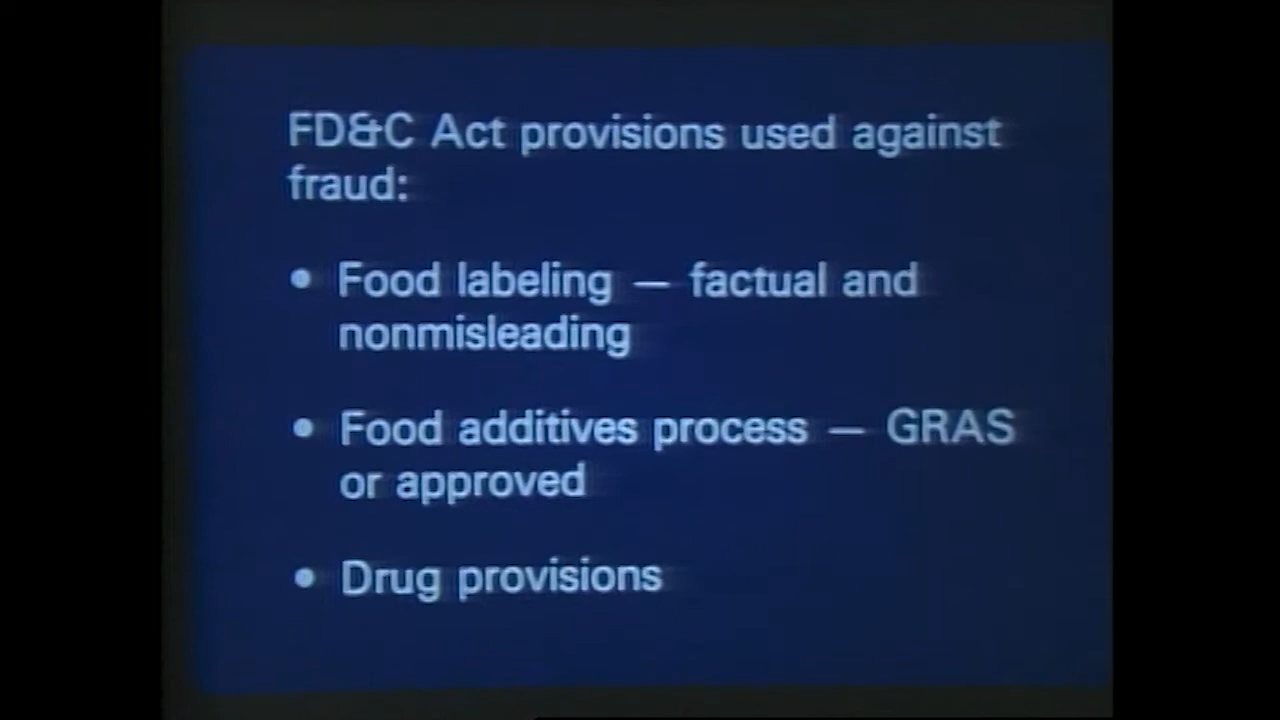 FD&C Act provisions used against
fraud:
• Food labeling — factual and
nonmisleading
• Food additives process — GRAS
or approved
• Drug provisions